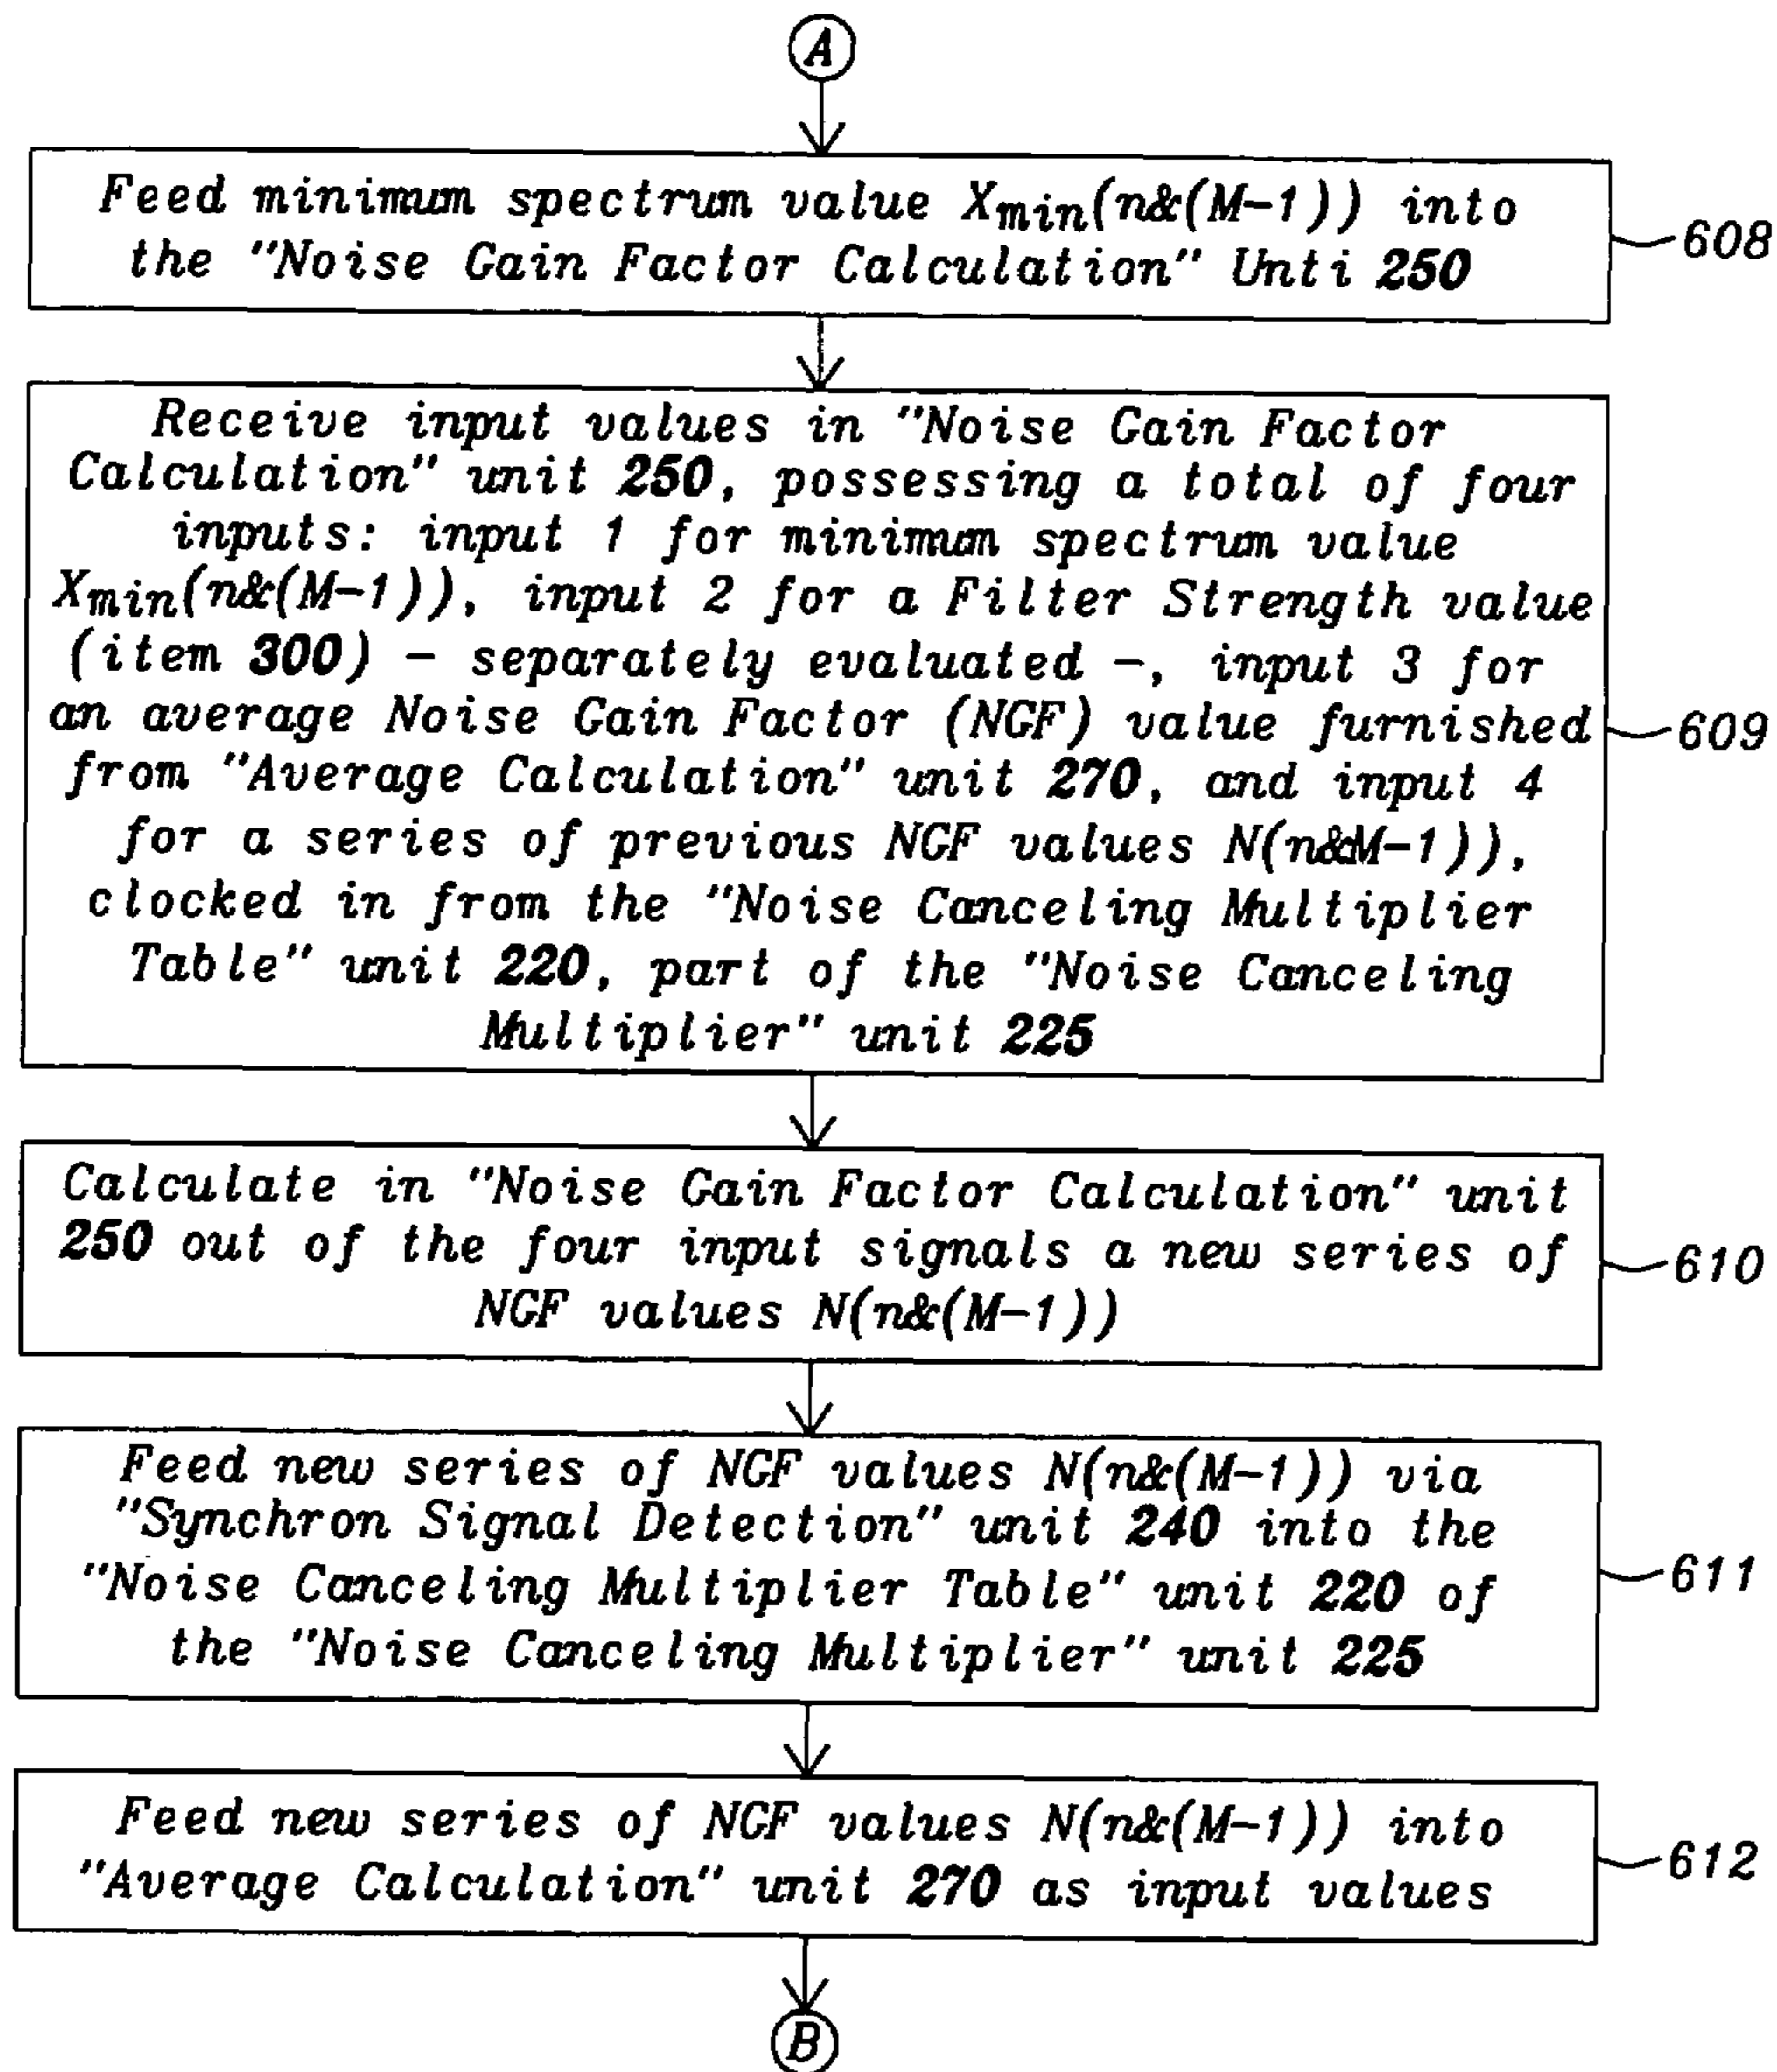 A
Feed minimum spectrum value Xmin(n&(M-1)) into
the "Noise Gain Factor Calculation" Unti 250
608
Receive input values in "Noise Gain Factor
Calculation" unit 250, possessing a total of four
inputs: input 1 for minimum spectrum value
Xmin(n&(M-1)), input 2 for a Filter Strength value
(item 300) - separately evaluated -, input 3 for
an average Noise Gain Factor (NGF) value furnished
from "Average Calculation" unit 270, and input 4
for a series of previous NGF values N(n&M-1)),
clocked in from the "Noise Canceling Multiplier
Table" unit 220, part of the "Noise Canceling
Multiplier" unit 225
609
Calculate in "Noise Gain Factor Calculation" unit
250 out of the four input signals a new series of
NGF values N(n&(M-1))
610
Feed new series of NGF values N(n&(M-1)) via
"Synchron Signal Detection" unit 240 into the
"Noise Canceling Multiplier Table" unit 220 of
the "Noise Canceling Multiplier" unit 225
611
Feed new series of NGF values N(n&(M-1)) into
"Average Calculation" unit 270 as input values
612
B